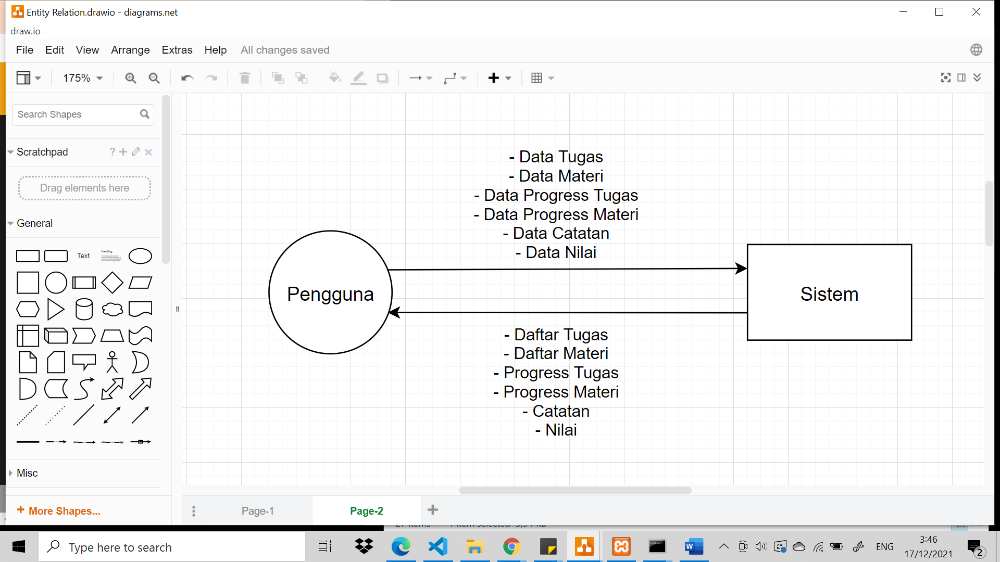 Entity Relation.drawio - diagrams.net
draw.io
File Edit View Arrange Extras Help All changes saved
175%
Search Shapes
Scratchpad ?
Drag elements here
General
Text
Heading
Misc
+ More Shapes...
- Data Tugas
- Data Materi
- Data Progress Tugas
- Data Progress Materi
- Data Catatan
- Data Nilai
Pengguna
Sistem
- Daftar Tugas
- Daftar Materi
- Progress Tugas
- Progress Materi
- Catatan
- Nilai
Page-1 Page-2
Type here to search
ENG
3:46
17/12/2021
2